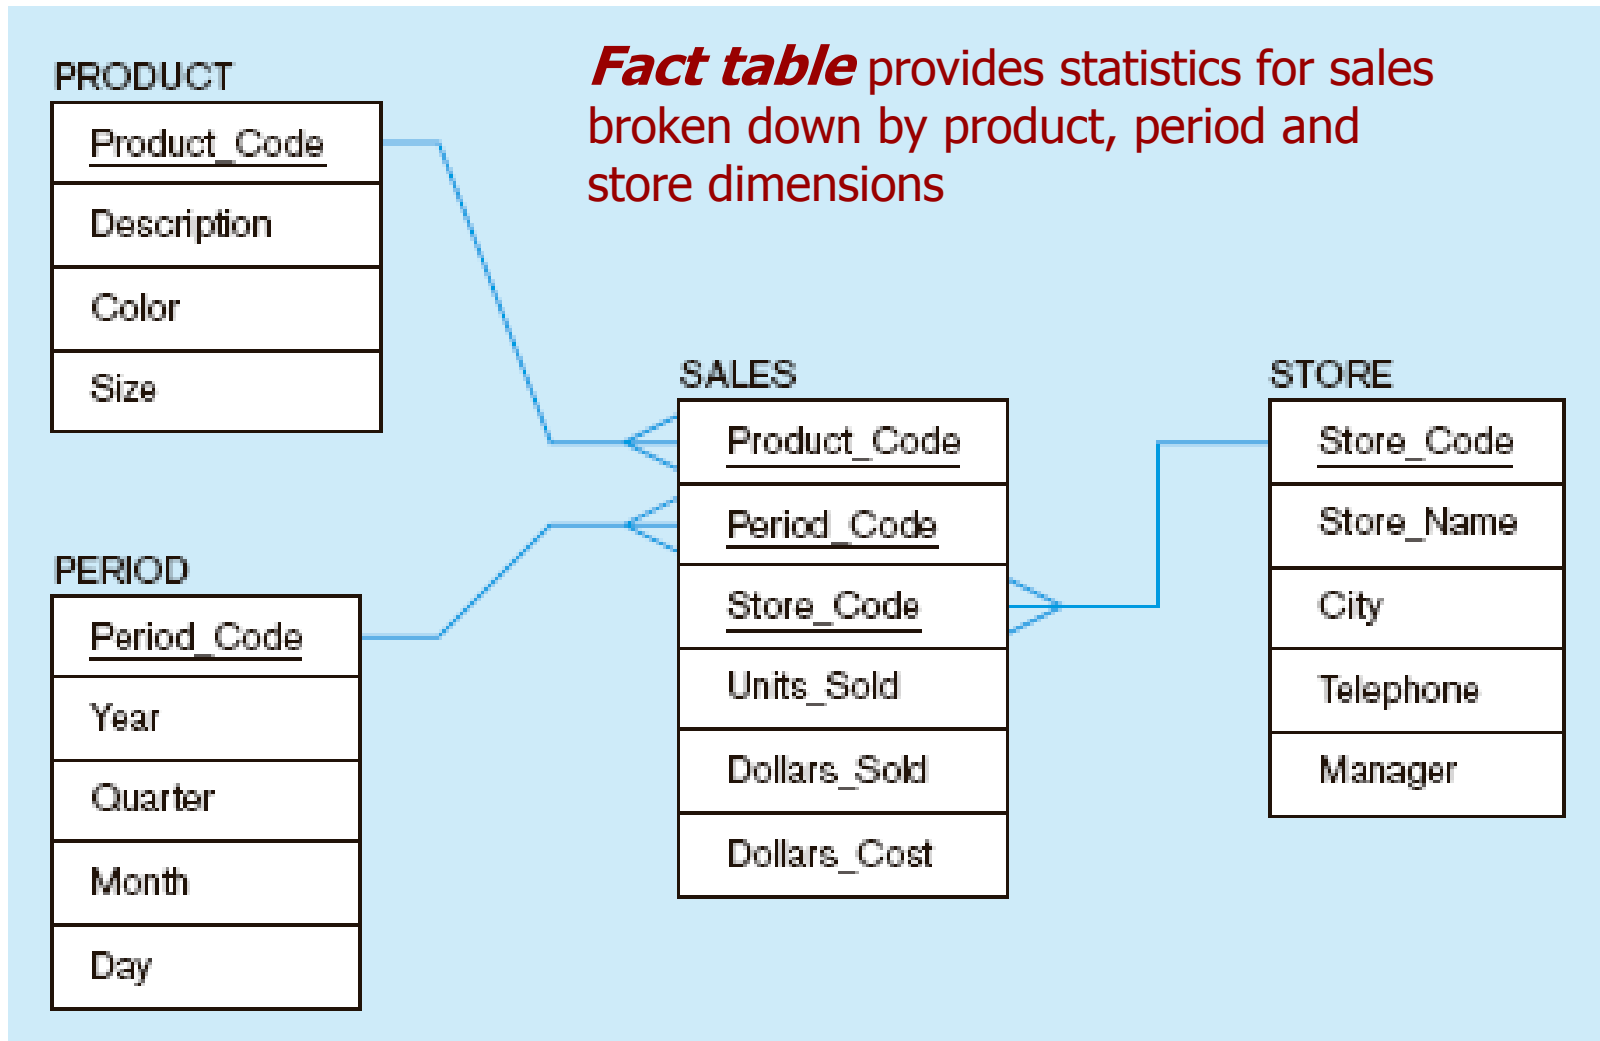 Fact table provides statistics for sales
broken down by product, period and
store dimensions
PRODUCT
Product_Code
Description
Color
Size
PERIOD
Period_Code
Year
Quarter
Month
Day
SALES
Product_Code
Period_Code
Store_Code
Units_Sold
Dollars_Sold
Dollars_Cost
STORE
Store_Code
Store_Name
City
Telephone
Manager